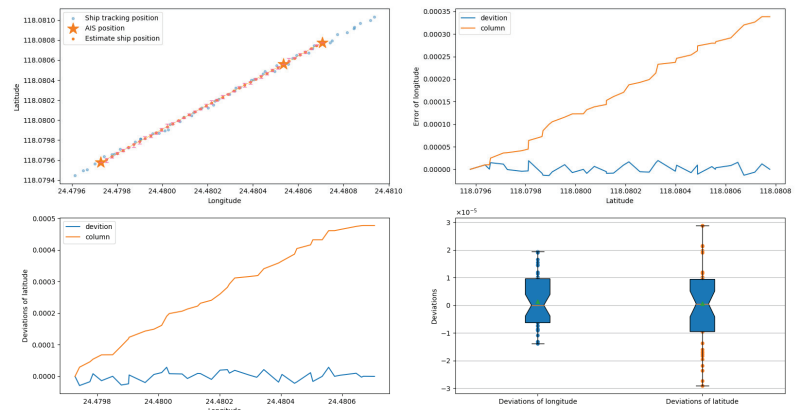 118.0810
118.0808
118.0806
118.0804
118.0802
118.0800
118.0798
118.0796
118.0794
Latitude
Ship tracking position
AIS position
Estimate ship position
24.4796 24.4798 24.4800 24.4802 24.4804 24.4806 24.4808 24.4810
Longitude
0.00035
0.00030
0.00025
0.00020
0.00015
0.00010
0.00005
0.00000
Error of longitude
devition
column
118.0796 118.0798 118.0800 118.0802 118.0804 118.0806 118.0808
Latitude
0.0005
0.0004
0.0003
0.0002
0.0001
0.0000
Deviations of latitude
devition
column
24.4798 24.4800 24.4802 24.4804 24.4806
Longitude
×10⁻⁵
3
2
1
0
−1
−2
−3
Deviations
Deviations of longitude Deviations of latitude